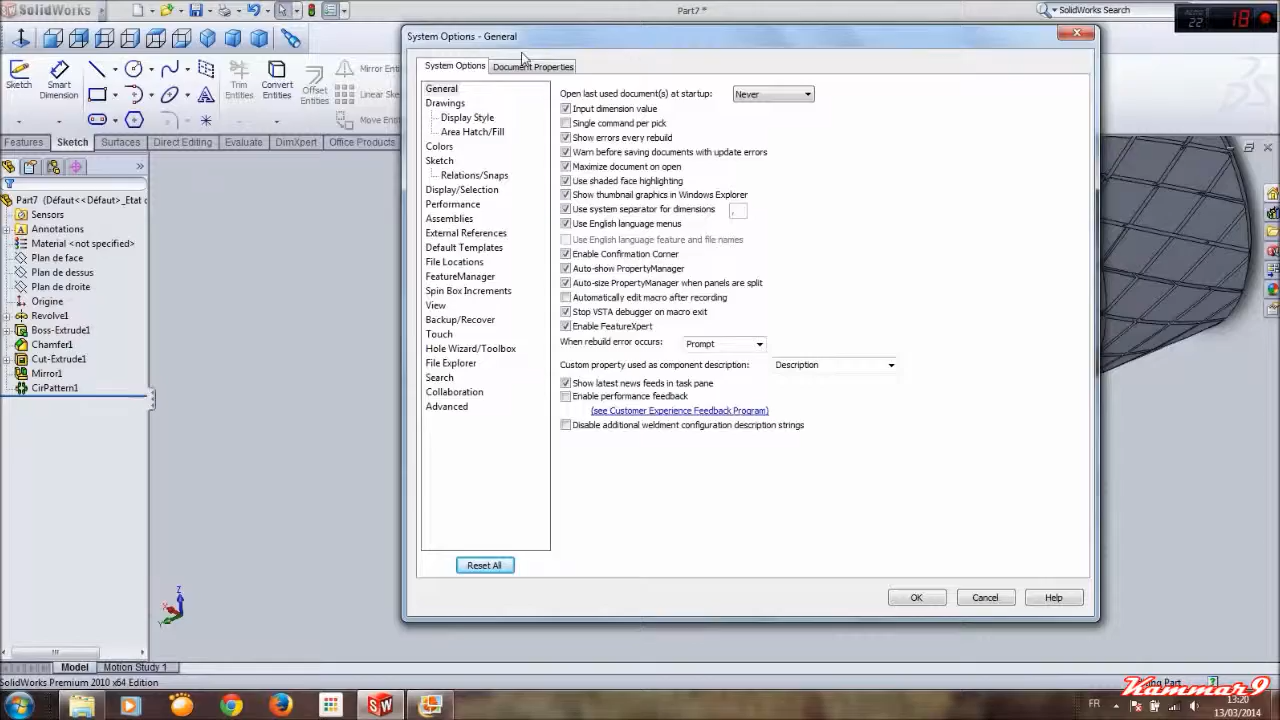 SolidWorks
Part7 *
SolidWorks Search
22
18
System Options - General
System Options
Document Properties
Sketch
Smart Dimension
Trim Entities
Convert Entities
Offset Entities
Mirror Enti
Linear Ske
Move Entit
Features
Sketch
Surfaces
Direct Editing
Evaluate
DimXpert
Office Products
Part7 (Défaut<<Défaut>_Etat c
Sensors
Annotations
Material <not specified>
Plan de face
Plan de dessus
Plan de droite
Origine
Revolve1
Boss-Extrude1
Chamfer1
Cut-Extrude1
Mirror1
CirPattern1
General
Drawings
Display Style
Area Hatch/Fill
Colors
Sketch
Relations/Snaps
Display/Selection
Performance
Assemblies
External References
Default Templates
File Locations
FeatureManager
Spin Box Increments
View
Backup/Recover
Touch
Hole Wizard/Toolbox
File Explorer
Search
Collaboration
Advanced
Reset All
Open last used document(s) at startup: Never
Input dimension value
Single command per pick
Show errors every rebuild
Warn before saving documents with update errors
Maximize document on open
Use shaded face highlighting
Show thumbnail graphics in Windows Explorer
Use system separator for dimensions ,
Use English language menus
Use English language feature and file names
Enable Confirmation Corner
Auto-show PropertyManager
Auto-size PropertyManager when panels are split
Automatically edit macro after recording
Stop VSTA debugger on macro exit
Enable FeatureXpert
When rebuild error occurs: Prompt
Custom property used as component description: Description
Show latest news feeds in task pane
Enable performance feedback
(see Customer Experience Feedback Program)
Disable additional weldment configuration description strings
OK
Cancel
Help
Z
X
Y
Model
Motion Study 1
SolidWorks Premium 2010 x64 Edition
Part
Kammar9
FR
13:20
13/03/2014